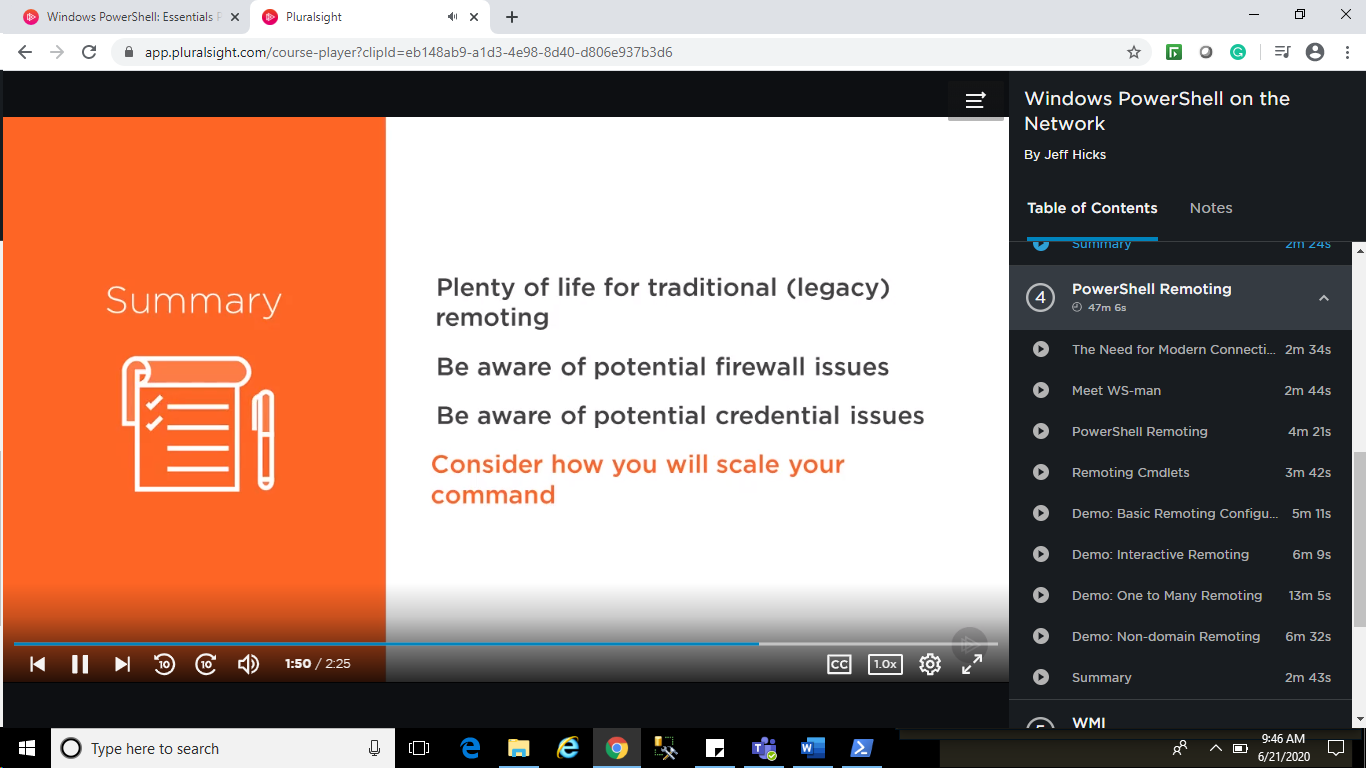 Windows PowerShell: Essentials P
Pluralsight
app.pluralsight.com/course-player?clipId=eb148ab9-a1d3-4e98-8d40-d806e937b3d6
Summary
Plenty of life for traditional (legacy)
remoting
Be aware of potential firewall issues
Be aware of potential credential issues
Consider how you will scale your
command
10
10
1:50 / 2:25
CC
1.0x
Windows PowerShell on the
Network
By Jeff Hicks
Table of Contents
Notes
Summary 2m 24s
4
PowerShell Remoting
47m 6s
The Need for Modern Connecti... 2m 34s
Meet WS-man 2m 44s
PowerShell Remoting 4m 21s
Remoting Cmdlets 3m 42s
Demo: Basic Remoting Configu... 5m 11s
Demo: Interactive Remoting 6m 9s
Demo: One to Many Remoting 13m 5s
Demo: Non-domain Remoting 6m 32s
Summary 2m 43s
5
WMI
Type here to search
9:46 AM
6/21/2020